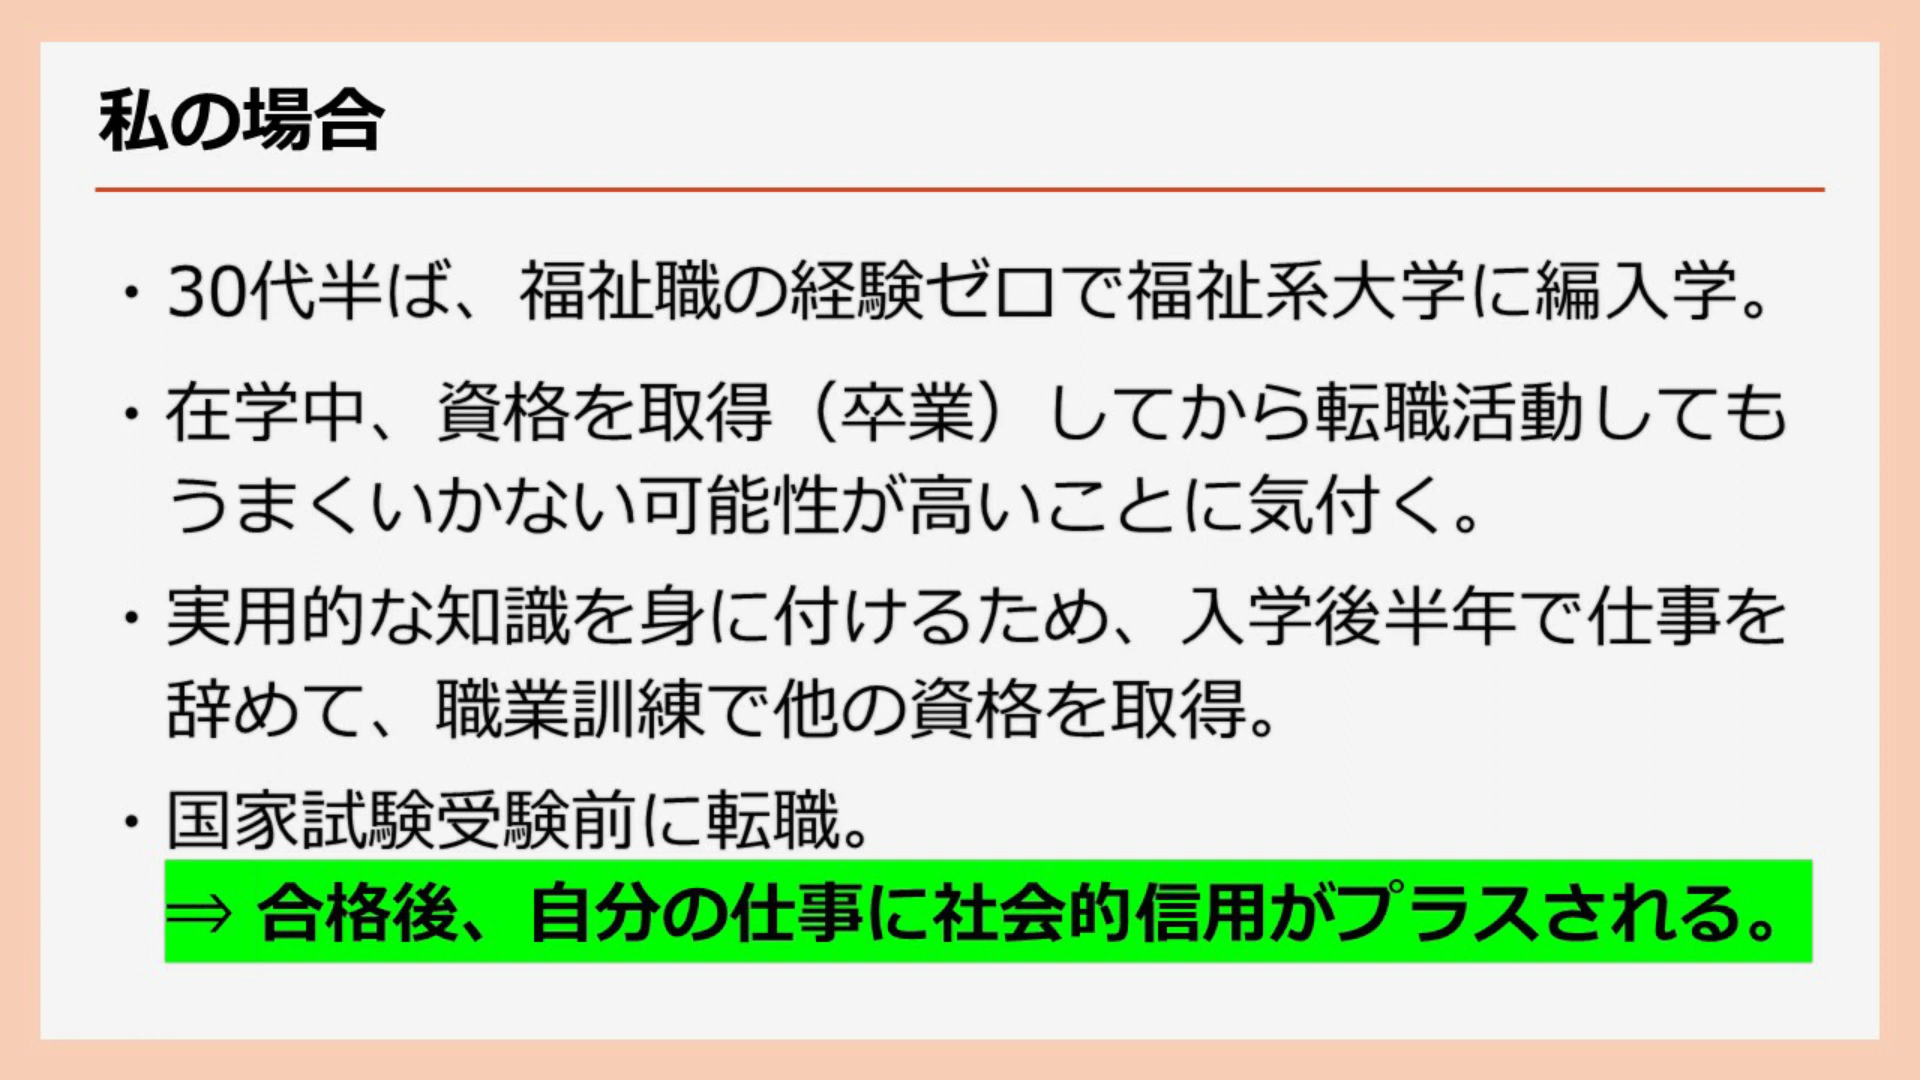 私の場合
・30代半ば、福祉職の経験ゼロで福祉系大学に編入学。
・在学中、資格を取得（卒業）してから転職活動しても
うまくいかない可能性が高いことに気付く。
・実用的な知識を身に付けるため、入学後半年で仕事を
辞めて、職業訓練で他の資格を取得。
・国家試験受験前に転職。
⇒ 合格後、自分の仕事に社会的信用がプラスされる。